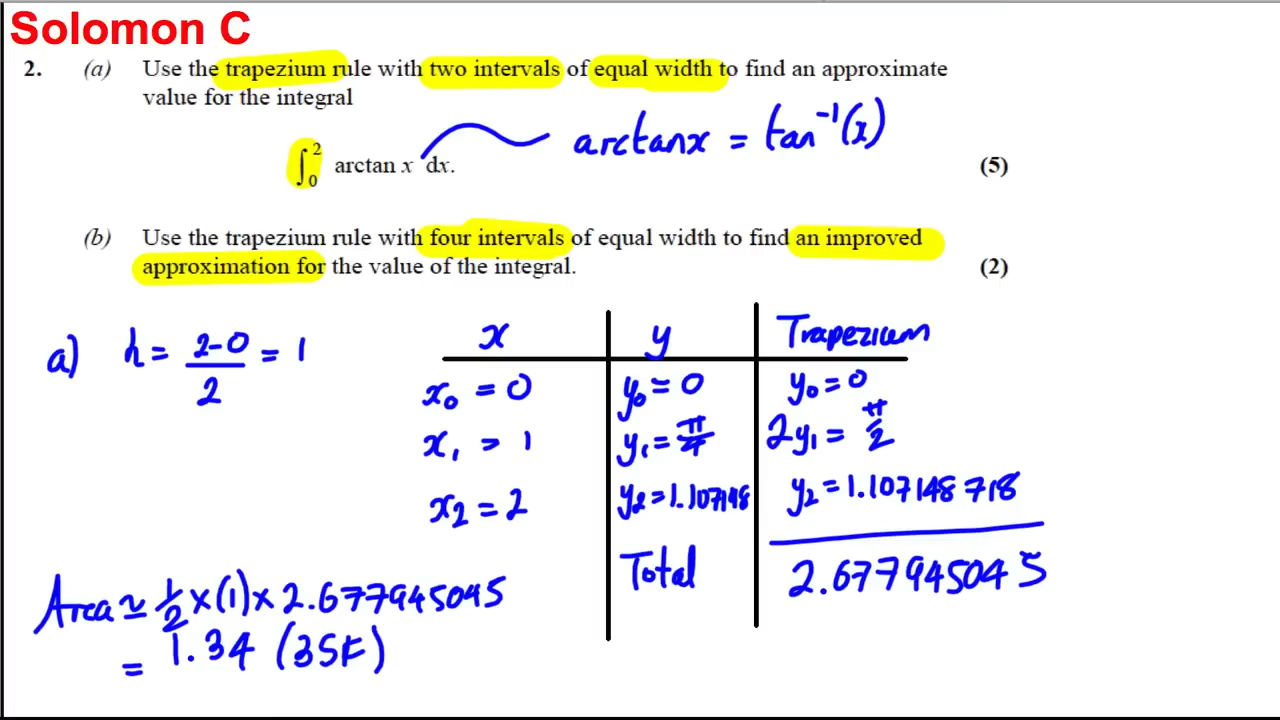 Solomon C
2. (a) Use the trapezium rule with two intervals of equal width to find an approximate
value for the integral
∫₀² arctan x dx. (5)
arctanx = tan⁻¹(x)
(b) Use the trapezium rule with four intervals of equal width to find an improved
approximation for the value of the integral. (2)
a) h = (2-0)/2 = 1
x y Trapezium
x₀ = 0 y₀ = 0 y₀ = 0
x₁ = 1 y₁ = π/4 2y₁ = π/2
x₂ = 2 y₂ = 1.107148 y₂ = 1.107148718
Total 2.677945045
Area ≃ 1/2 × (1) × 2.677945045
= 1.34 (3SF)